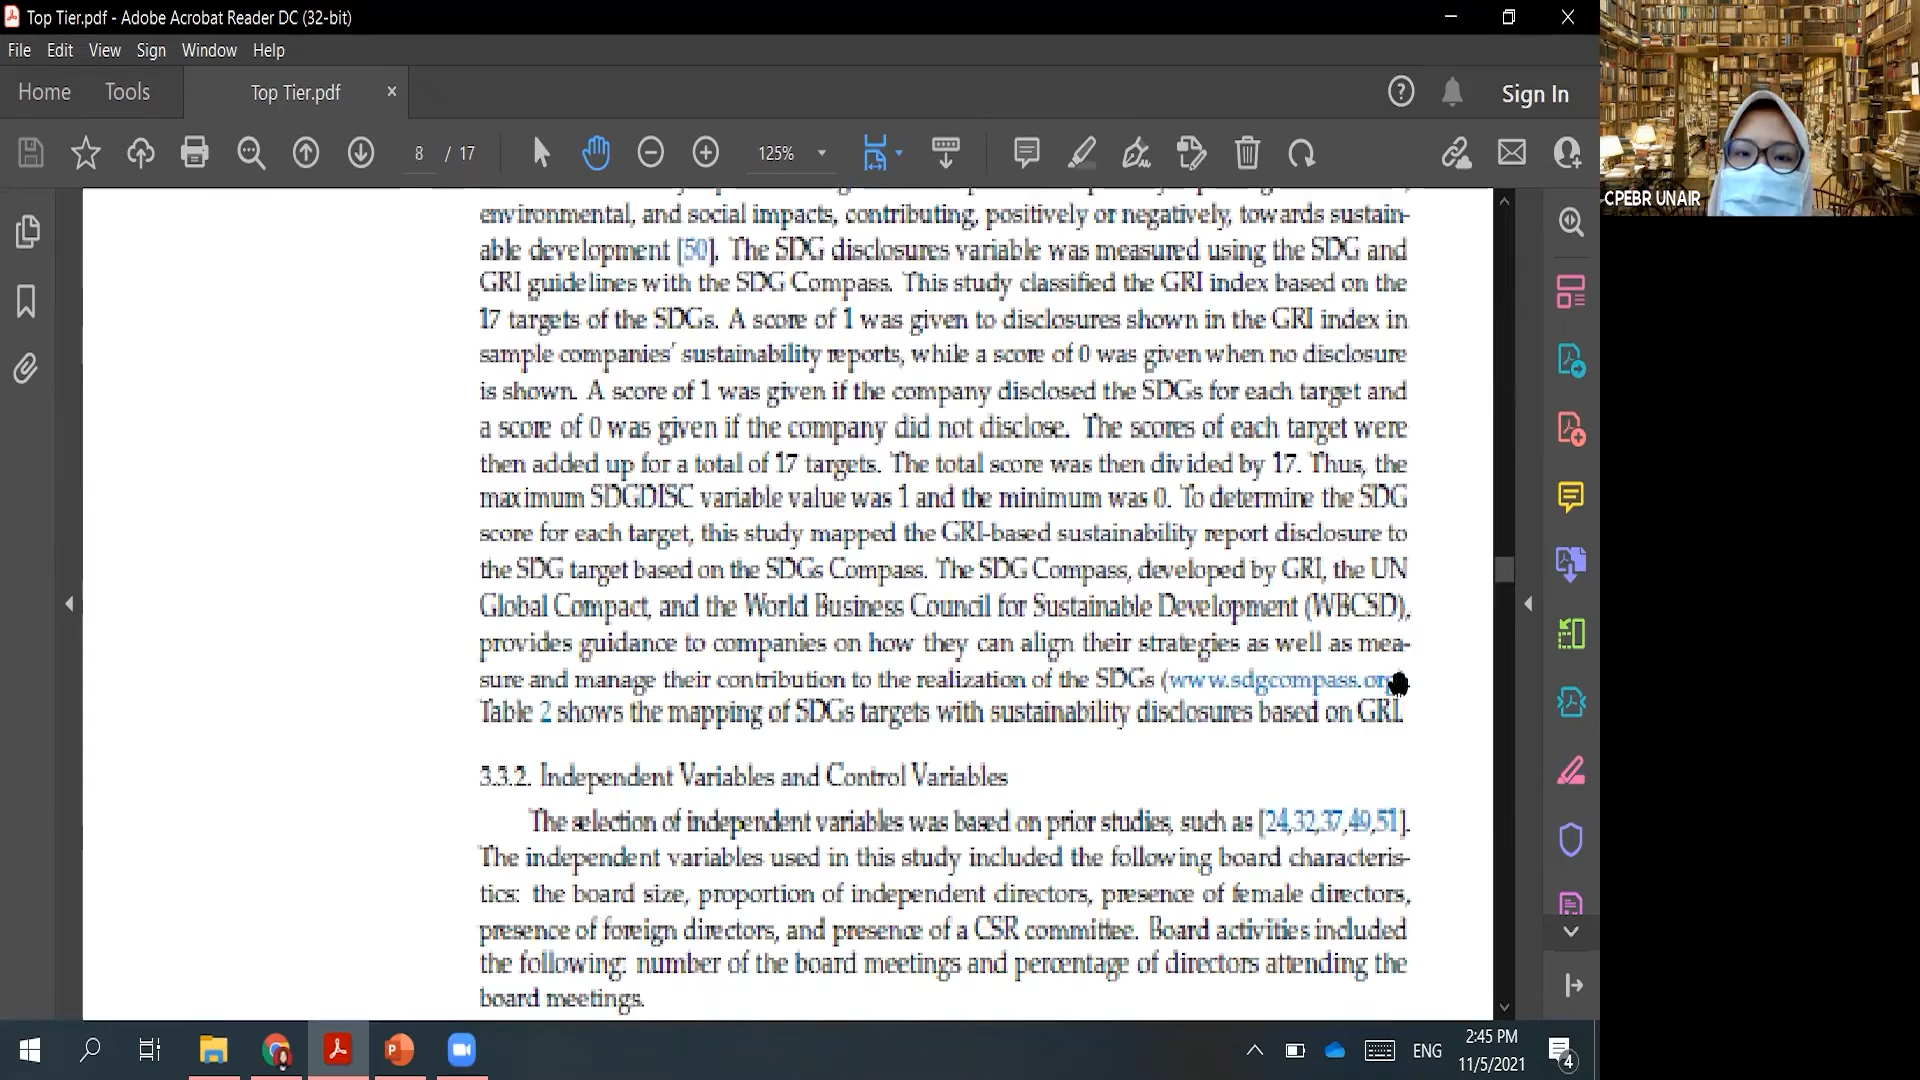 Top Tier.pdf - Adobe Acrobat Reader DC (32-bit)
File Edit View Sign Window Help
Home Tools Top Tier.pdf × Sign In
8 / 17 125%
CPEBR UNAIR
environmental, and social impacts, contributing, positively or negatively, towards sustain-
able development [50]. The SDG disclosures variable was measured using the SDG and
GRI guidelines with the SDG Compass. This study classified the GRI index based on the
17 targets of the SDGs. A score of 1 was given to disclosures shown in the GRI index in
sample companies' sustainability reports, while a score of 0 was given when no disclosure
is shown. A score of 1 was given if the company disclosed the SDGs for each target and
a score of 0 was given if the company did not disclose. The scores of each target were
then added up for a total of 17 targets. The total score was then divided by 17. Thus, the
maximum SDGDISC variable value was 1 and the minimum was 0. To determine the SDG
score for each target, this study mapped the GRI-based sustainability report disclosure to
the SDG target based on the SDGs Compass. The SDG Compass, developed by GRI, the UN
Global Compact, and the World Business Council for Sustainable Development (WBCSD),
provides guidance to companies on how they can align their strategies as well as mea-
sure and manage their contribution to the realization of the SDGs (www.sdgcompass.org
Table 2 shows the mapping of SDGs targets with sustainability disclosures based on GRI.
3.3.2. Independent Variables and Control Variables
The selection of independent variables was based on prior studies, such as [24,32,37,49,51].
The independent variables used in this study included the following board characteris-
tics: the board size, proportion of independent directors, presence of female directors,
presence of foreign directors, and presence of a CSR committee. Board activities included
the following: number of the board meetings and percentage of directors attending the
board meetings.
ENG
2:45 PM
11/5/2021
4